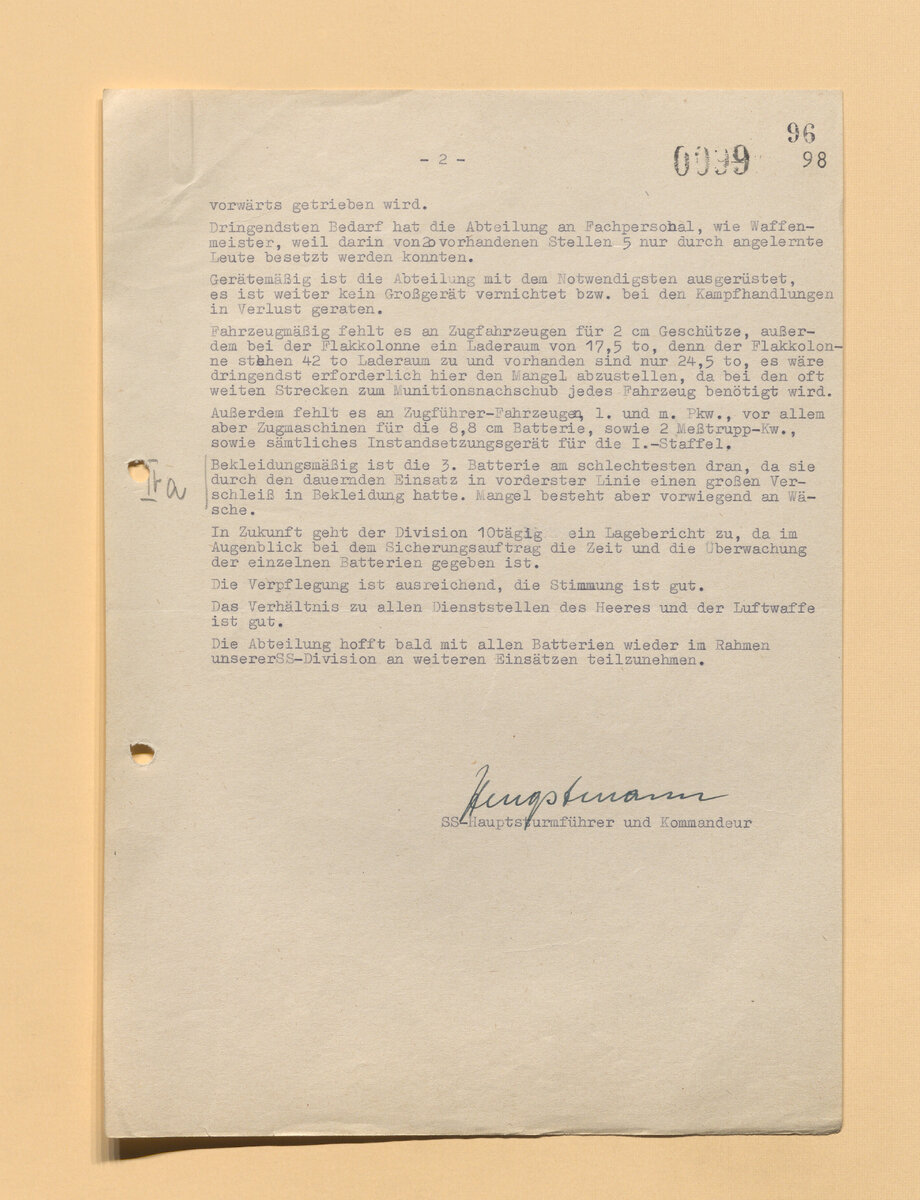 96
- 2 -
0099
98
vorwärts getrieben wird.
Dringendsten Bedarf hat die Abteilung an Fachpersonal, wie Waffen-
meister, weil darin von 20 vorhandenen Stellen 5 nur durch angelernte
Leute besetzt werden konnten.
Gerätemäßig ist die Abteilung mit dem Notwendigsten ausgerüstet,
es ist weiter kein Großgerät vernichtet bzw. bei den Kampfhandlungen
in Verlust geraten.
Fahrzeugmäßig fehlt es an Zugfahrzeugen für 2 cm Geschütze, außer-
dem bei der Flakkolonne ein Laderaum von 17,5 to, denn der Flakkolon-
ne stehen 42 to Laderaum zu und vorhanden sind nur 24,5 to, es wäre
dringendst erforderlich hier den Mangel abzustellen, da bei den oft
weiten Strecken zum Munitionsnachschub jedes Fahrzeug benötigt wird.
Außerdem fehlt es an Zugführer-Fahrzeugen, l. und m. Pkw., vor allem
aber Zugmaschinen für die 8,8 cm Batterie, sowie 2 Meßtrupp-Kw.,
sowie sämtliches Instandsetzungsgerät für die I.-Staffel.
Bekleidungsmäßig ist die 3. Batterie am schlechtesten dran, da sie
durch den dauernden Einsatz in vorderster Linie einen großen Ver-
schleiß in Bekleidung hatte. Mangel besteht aber vorwiegend an Wä-
sche.
In Zukunft geht der Division 10tägig ein Lagebericht zu, da im
Augenblick bei dem Sicherungsauftrag die Zeit und die Überwachung
der einzelnen Batterien gegeben ist.
Die Verpflegung ist ausreichend, die Stimmung ist gut.
Das Verhältnis zu allen Dienststellen des Heeres und der Luftwaffe
ist gut.
Die Abteilung hofft bald mit allen Batterien wieder im Rahmen
unsererSS-Division an weiteren Einsätzen teilzunehmen.
Hengstmann
SS-Hauptsturmführer und Kommandeur